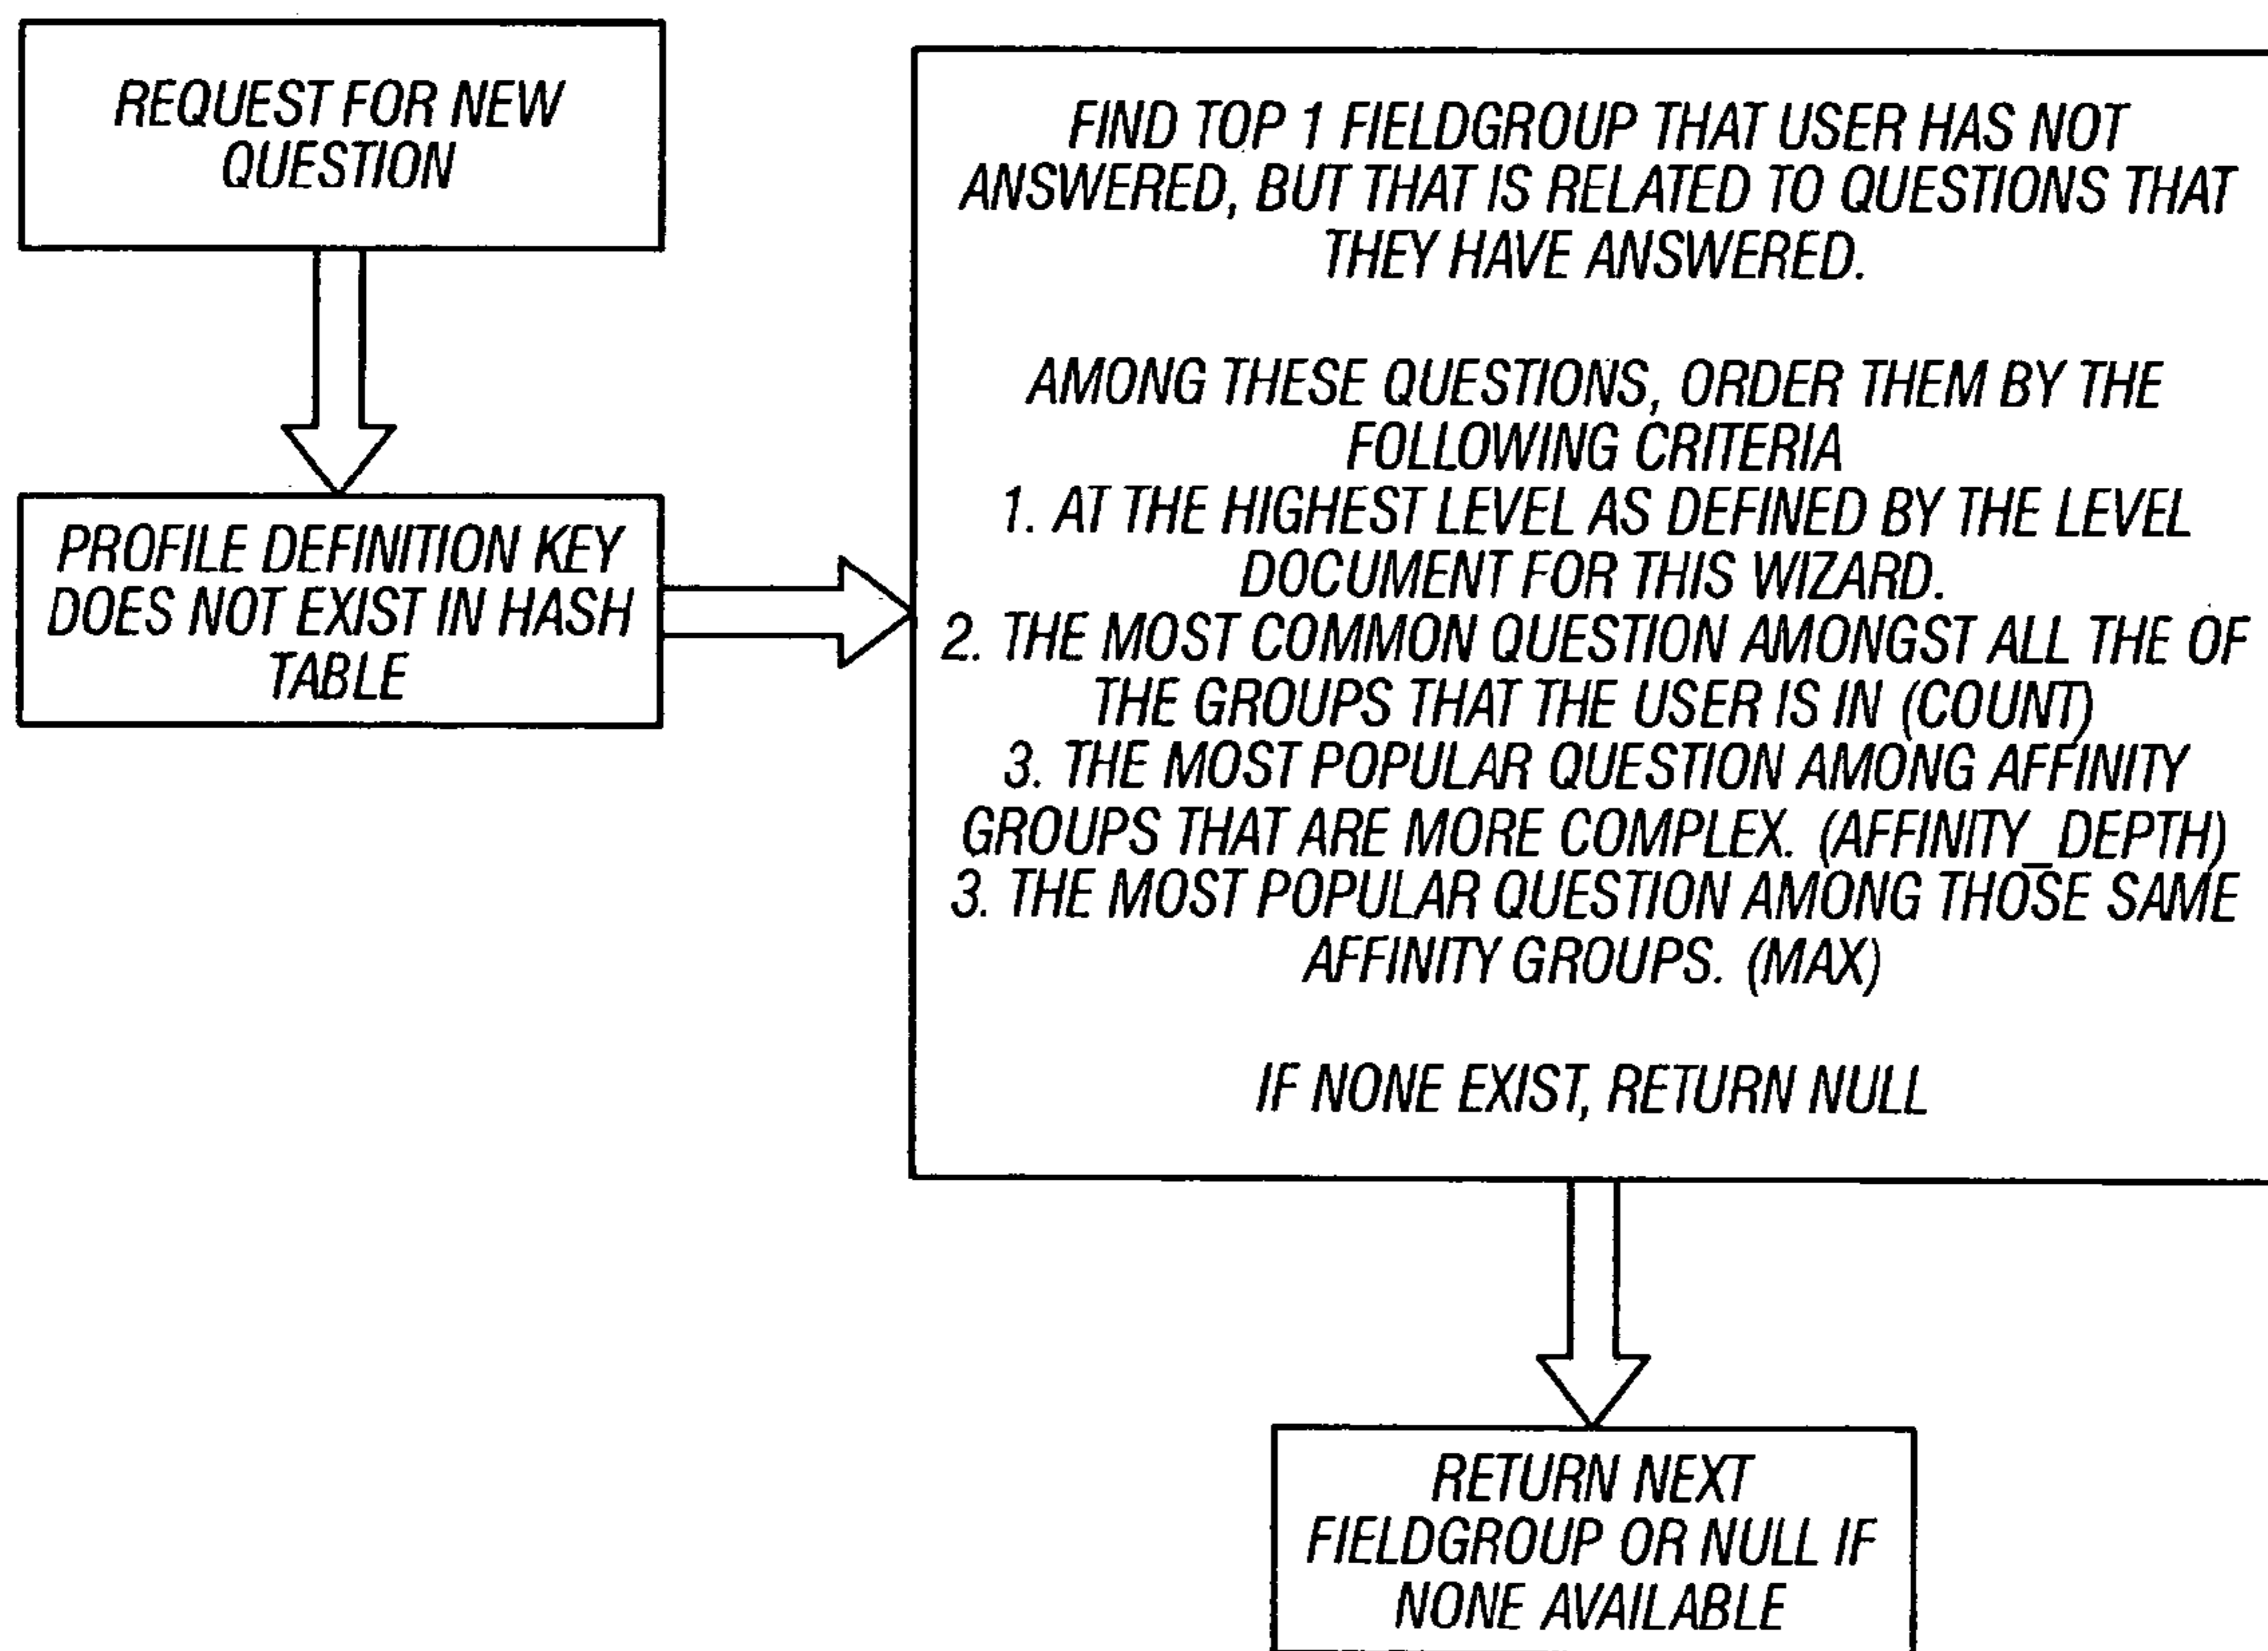 REQUEST FOR NEW
QUESTION
PROFILE DEFINITION KEY
DOES NOT EXIST IN HASH
TABLE
FIND TOP 1 FIELDGROUP THAT USER HAS NOT
ANSWERED, BUT THAT IS RELATED TO QUESTIONS THAT
THEY HAVE ANSWERED.
AMONG THESE QUESTIONS, ORDER THEM BY THE
FOLLOWING CRITERIA
1. AT THE HIGHEST LEVEL AS DEFINED BY THE LEVEL
DOCUMENT FOR THIS WIZARD.
2. THE MOST COMMON QUESTION AMONGST ALL THE OF
THE GROUPS THAT THE USER IS IN (COUNT)
3. THE MOST POPULAR QUESTION AMONG AFFINITY
GROUPS THAT ARE MORE COMPLEX. (AFFINITY_DEPTH)
3. THE MOST POPULAR QUESTION AMONG THOSE SAME
AFFINITY GROUPS. (MAX)
IF NONE EXIST, RETURN NULL
RETURN NEXT
FIELDGROUP OR NULL IF
NONE AVAILABLE